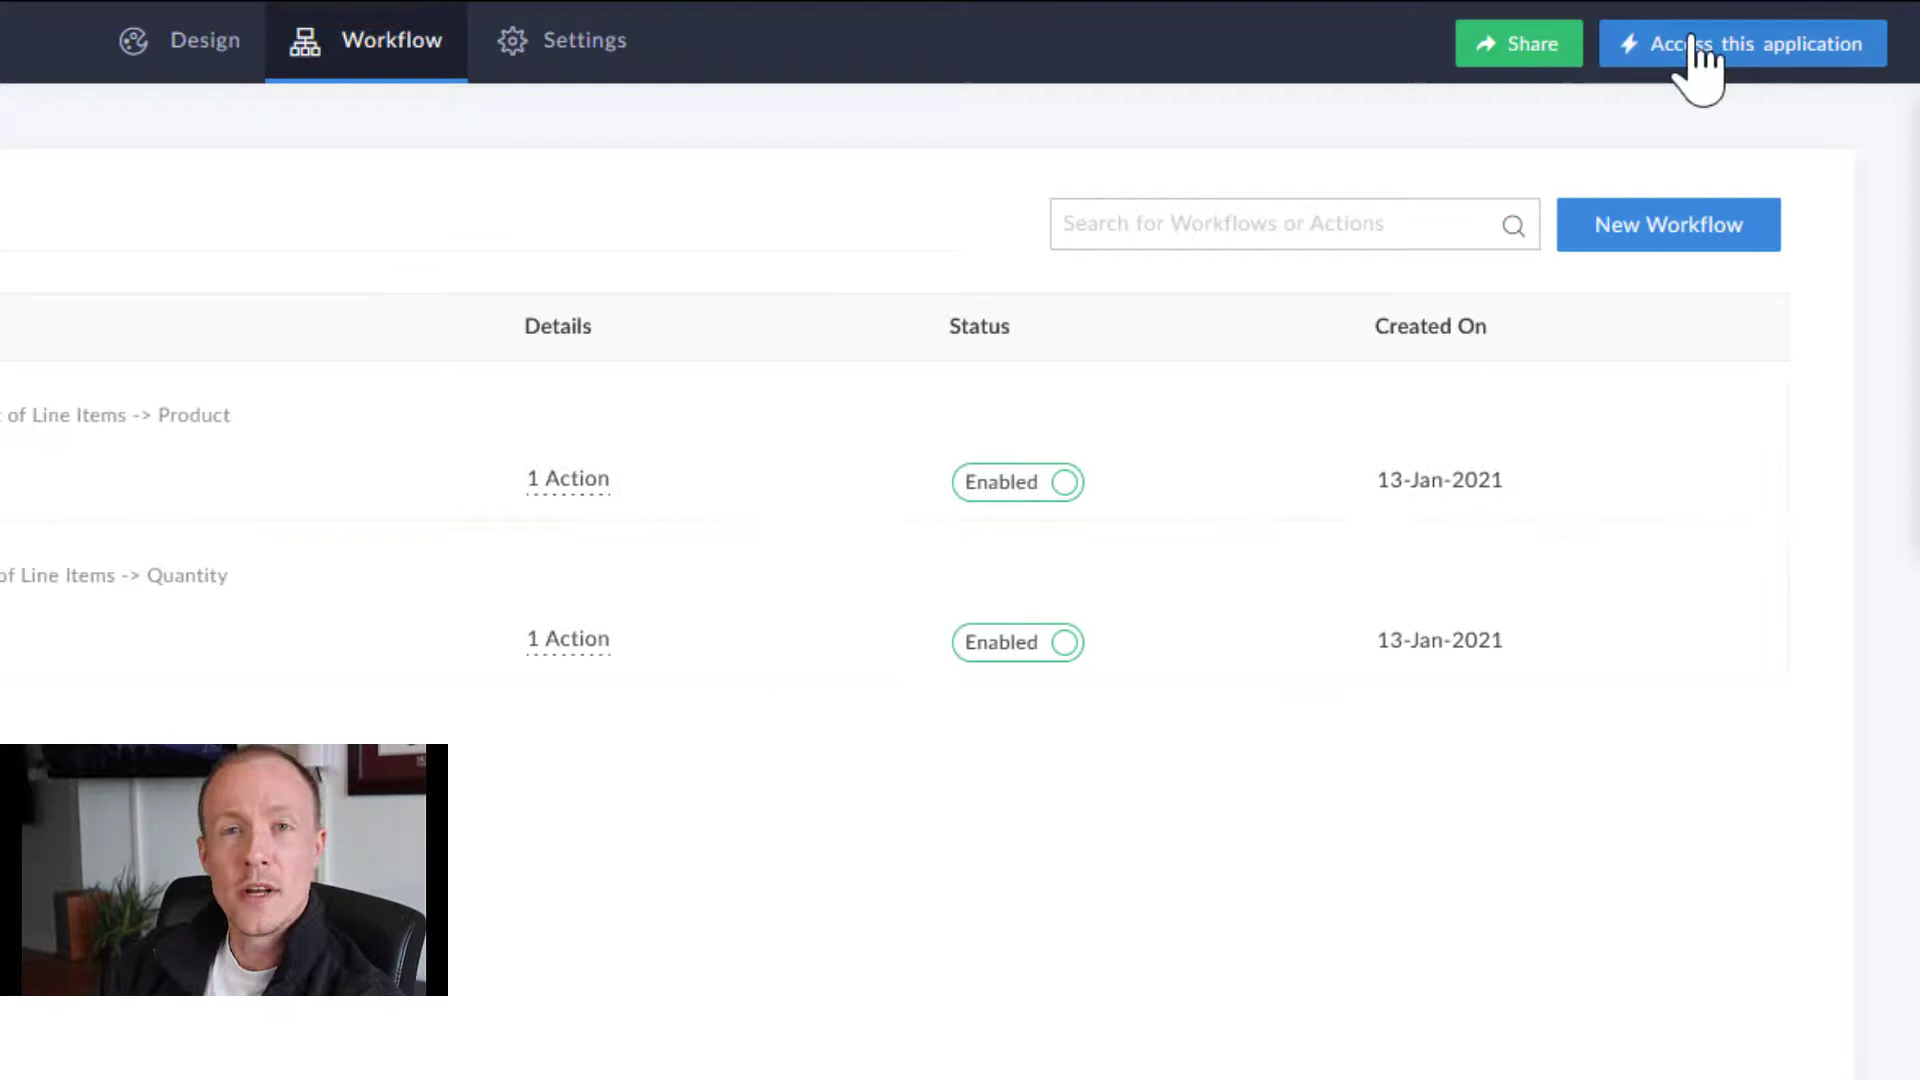 Design
Workflow
Settings
Share
Access this application
Search for Workflows or Actions
New Workflow
Details
Status
Created On
of Line Items -> Product
1 Action
Enabled
13-Jan-2021
of Line Items -> Quantity
1 Action
Enabled
13-Jan-2021